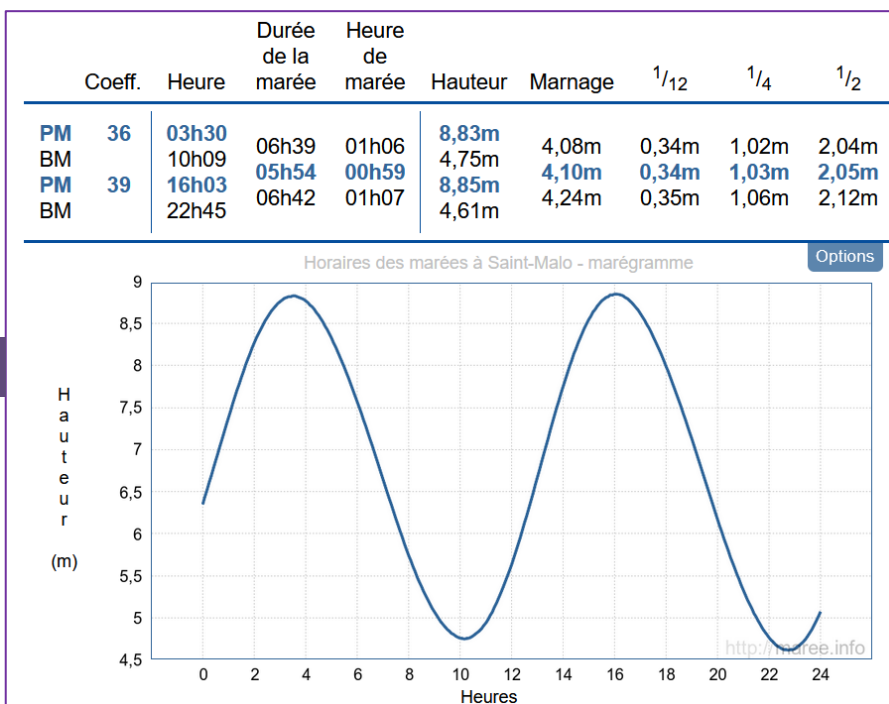 Coeff. Heure Durée de la marée Heure de marée Hauteur Marnage 1/12 1/4 1/2
PM 36 03h30 8,83m
06h39 01h06 4,08m 0,34m 1,02m 2,04m
BM 10h09 4,75m
05h54 00h59 4,10m 0,34m 1,03m 2,05m
PM 39 16h03 8,85m
06h42 01h07 4,24m 0,35m 1,06m 2,12m
BM 22h45 4,61m
Horaires des marées à Saint-Malo - marégramme
Options
9
8,5
8
7,5
7
6,5
6
5,5
5
4,5
Hauteur
(m)
http://maree.info
0 2 4 6 8 10 12 14 16 18 20 22 24
Heures